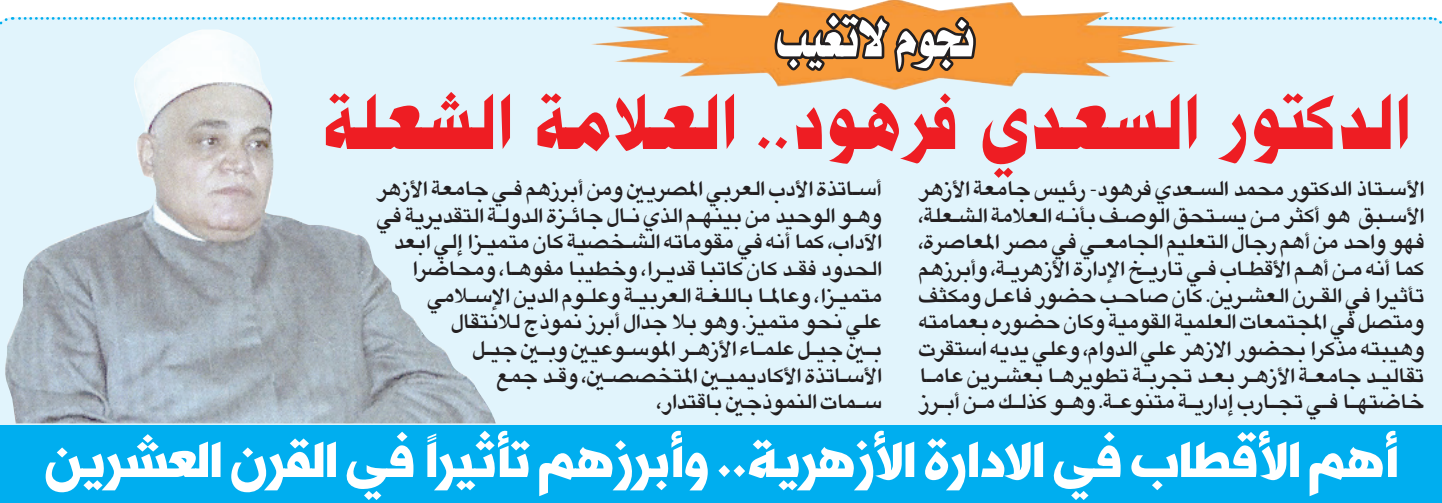 نجوم لاتغيب
الدكتور السعدي فرهود.. العلامة الشعلة
الأستاذ الدكتور محمد السعدي فرهود- رئيس جامعة الأزهر
الأسبق هو أكثر من يستحق الوصف بأنه العلامة الشعلة،
فهو واحد من أهم رجال التعليم الجامعي في مصر المعاصرة،
كما أنه من أهم الأقطاب في تاريخ الإدارة الأزهرية، وأبرزهم
تأثيرا في القرن العشرين. كان صاحب حضور فاعل ومكثف
ومتصل في المجتمعات العلمية القومية وكان حضوره بعمامته
وهيبته مذكرا بحضور الازهر علي الدوام، وعلي يديه استقرت
تقاليد جامعة الأزهر بعد تجربة تطويرها بعشرين عاما
خاضتها في تجارب إدارية متنوعة. وهو كذلك من أبرز
أساتذة الأدب العربي المصريين ومن أبرزهم في جامعة الأزهر
وهو الوحيد من بينهم الذي نال جائزة الدولة التقديرية في
الآداب، كما أنه في مقوماته الشخصية كان متميزا إلي ابعد
الحدود فقد كان كاتبا قديرا، وخطيبا مفوها، ومحاضرا
متميزا، وعالما باللغة العربية وعلوم الدين الإسلامي
علي نحو متميز. وهو بلا جدال أبرز نموذج للانتقال
بين جيل علماء الأزهر الموسوعيين وبين جيل
الأساتذة الأكاديميين المتخصصين، وقد جمع
سمات النموذجين باقتدار،
أهم الأقطاب في الادارة الأزهرية.. وأبرزهم تأثيراً في القرن العشرين